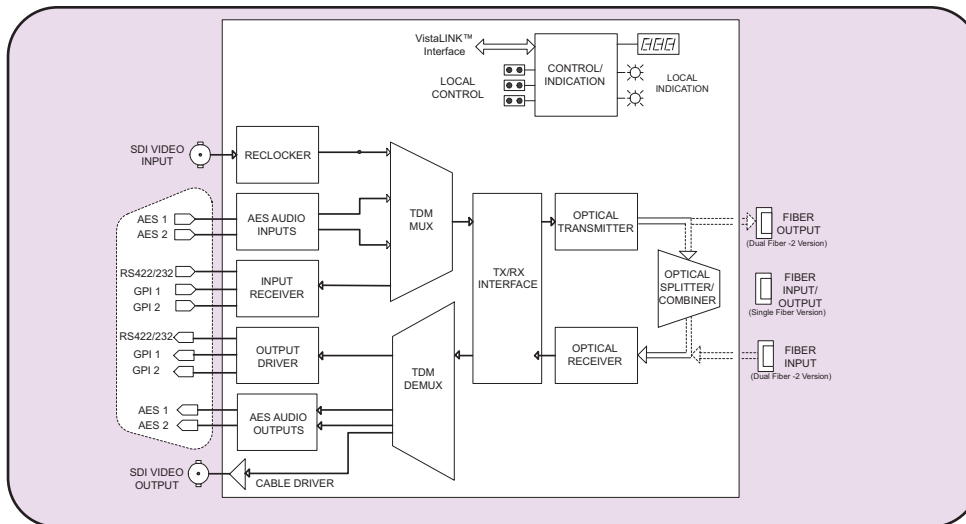 VistaLINK™
Interface
LOCAL
CONTROL
CONTROL/
INDICATION
LOCAL
INDICATION
SDI VIDEO
INPUT
RECLOCKER
AES 1
AES 2
AES AUDIO
INPUTS
RS422/232
GPI 1
GPI 2
INPUT
RECEIVER
RS422/232
GPI 1
GPI 2
OUTPUT
DRIVER
AES 1
AES 2
AES AUDIO
OUTPUTS
SDI VIDEO
OUTPUT
CABLE DRIVER
TDM
MUX
TDM
DEMUX
TX/RX
INTERFACE
OPTICAL
TRANSMITTER
OPTICAL
SPLITTER/
COMBINER
OPTICAL
RECEIVER
FIBER
OUTPUT
(Dual Fiber -2 Version)
FIBER
INPUT/
OUTPUT
(Single Fiber Version)
FIBER
INPUT
(Dual Fiber -2 Version)